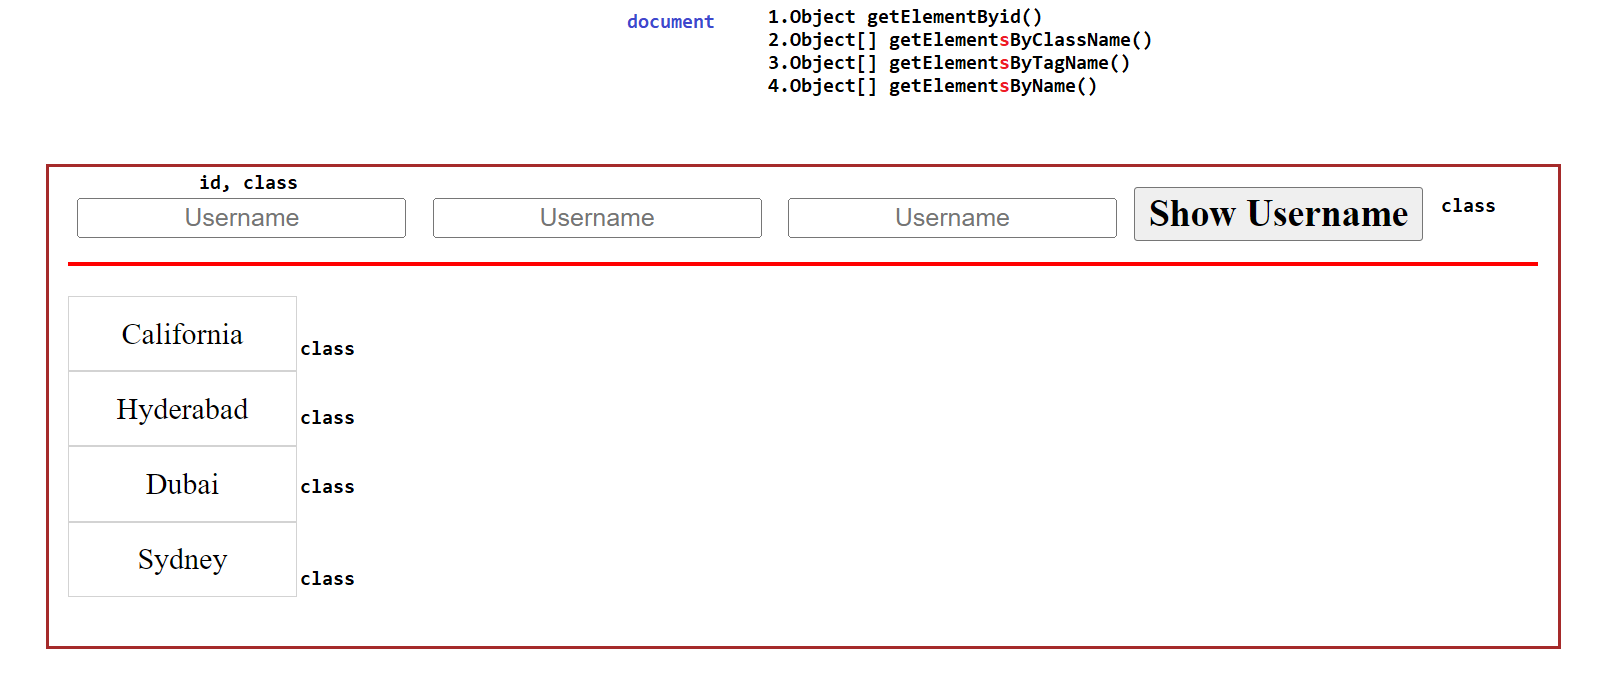 document
1.Object getElementByid()
2.Object[] getElementsByClassName()
3.Object[] getElementsByTagName()
4.Object[] getElementsByName()
id, class
Username Username Username Show Username class
California class
Hyderabad class
Dubai class
Sydney class